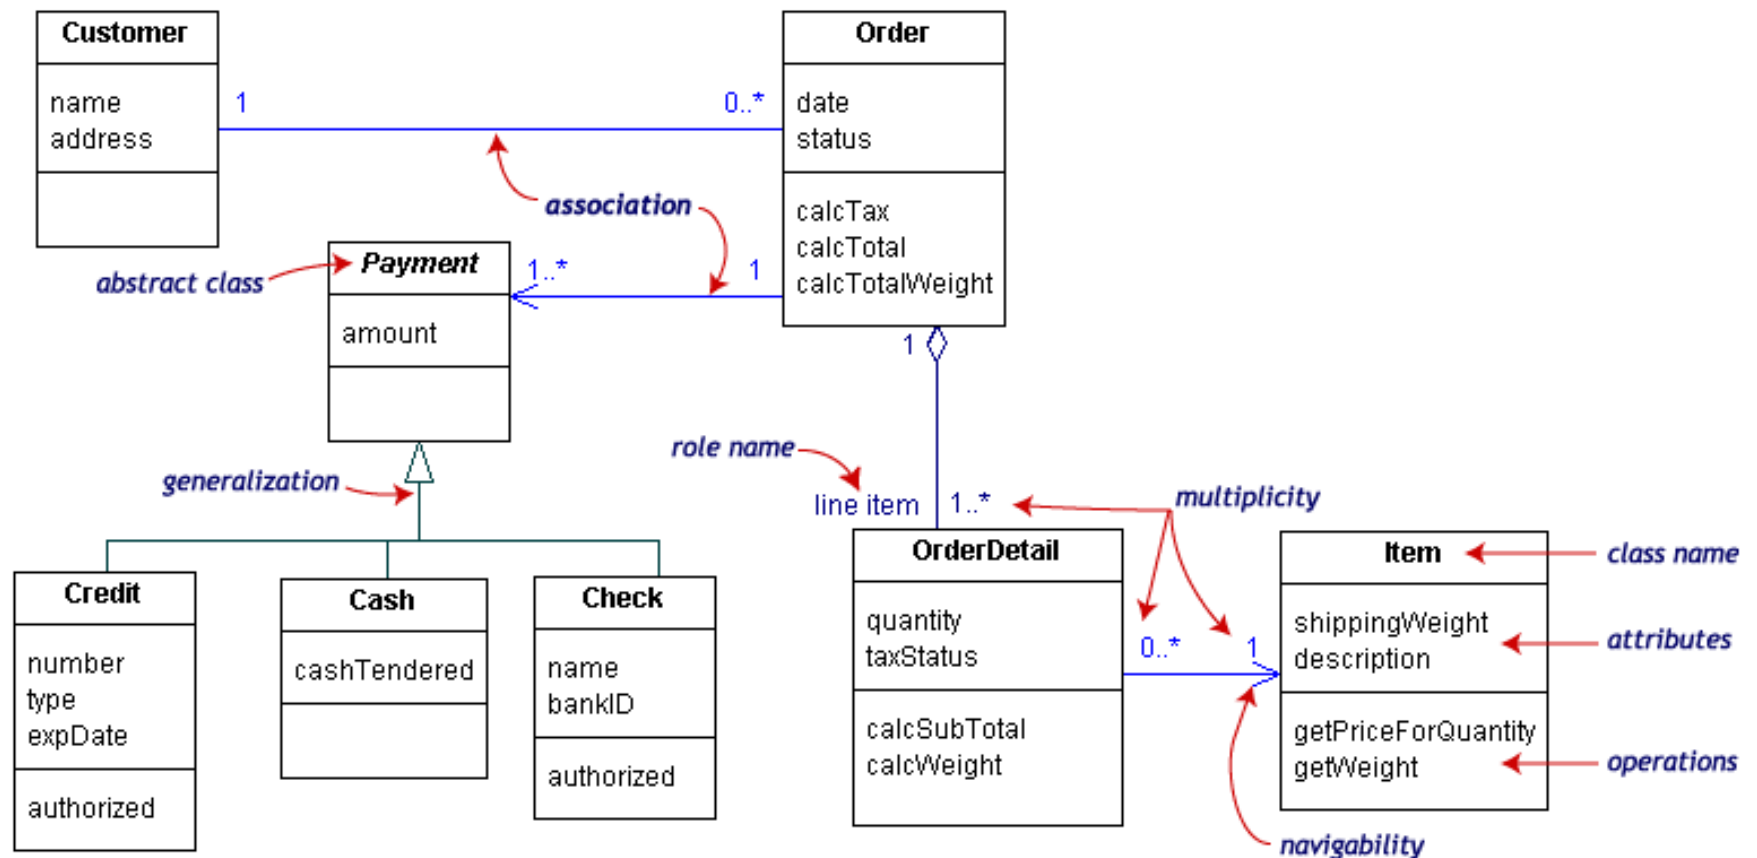 Customer
name
address
1
0..*
Order
date
status
calcTax
calcTotal
calcTotalWeight
association
abstract class
Payment
amount
1..*
1
1
generalization
role name
line item
1..*
multiplicity
Credit
number
type
expDate
authorized
Cash
cashTendered
Check
name
bankID
authorized
OrderDetail
quantity
taxStatus
calcSubTotal
calcWeight
0..*
1
Item
shippingWeight
description
getPriceForQuantity
getWeight
class name
attributes
operations
navigability